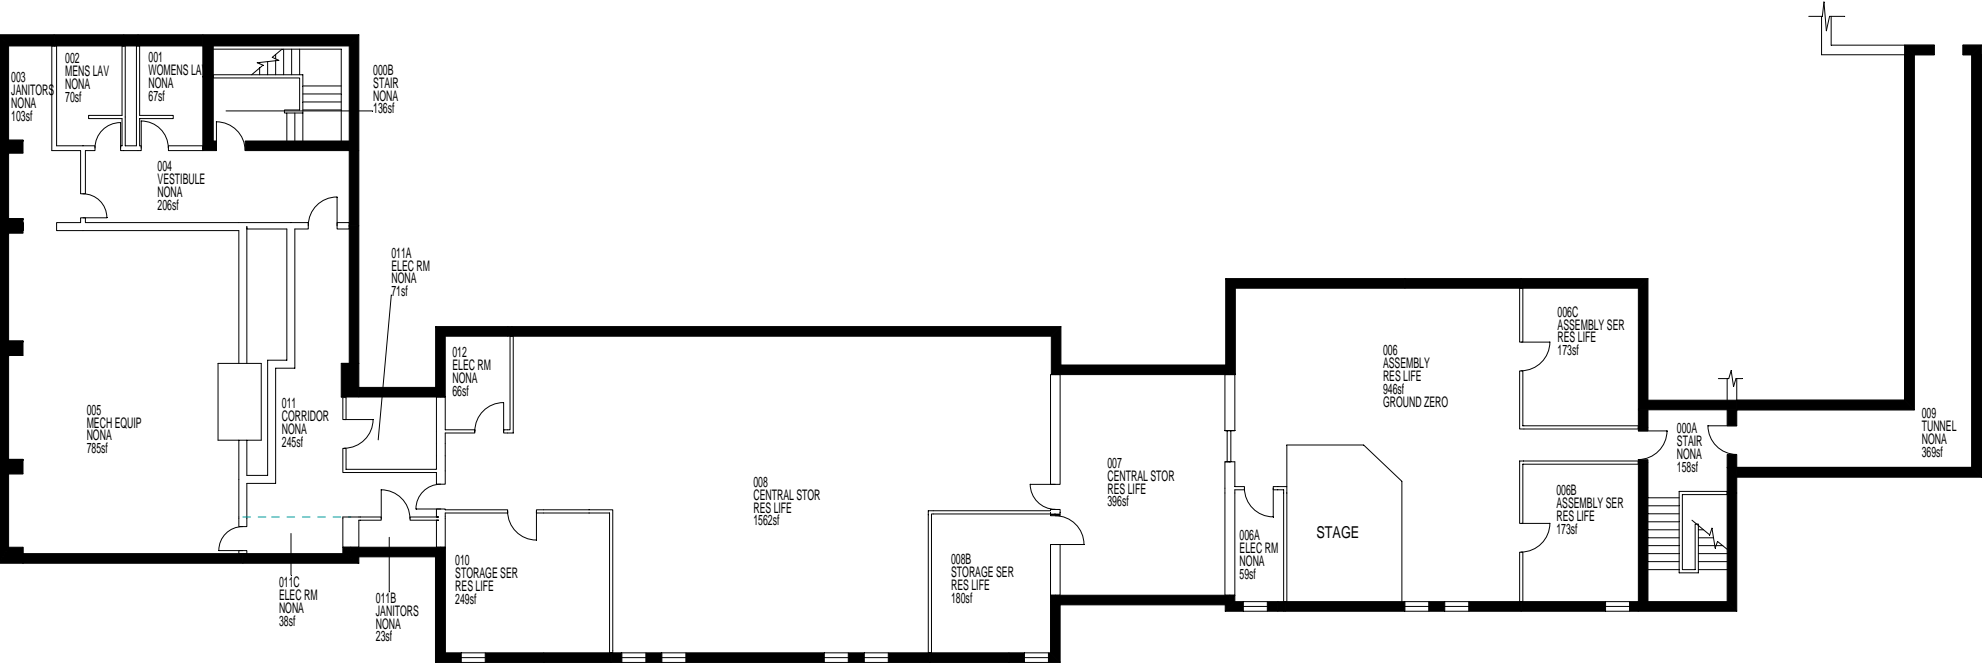 003
JANITORS
NONA
103sf
002
MENS LAV
NONA
70sf
001
WOMENS LA
NONA
67sf
000B
STAIR
NONA
136sf
004
VESTIBULE
NONA
206sf
011A
ELEC RM
NONA
71sf
005
MECH EQUIP
NONA
785sf
011
CORRIDOR
NONA
245sf
012
ELEC RM
NONA
66sf
008
CENTRAL STOR
RES LIFE
1562sf
007
CENTRAL STOR
RES LIFE
396sf
006
ASSEMBLY
RES LIFE
946sf
GROUND ZERO
006C
ASSEMBLY SER
RES LIFE
173sf
000A
STAIR
NONA
158sf
009
TUNNEL
NONA
369sf
006B
ASSEMBLY SER
RES LIFE
173sf
STAGE
006A
ELEC RM
NONA
59sf
008B
STORAGE SER
RES LIFE
180sf
010
STORAGE SER
RES LIFE
249sf
011C
ELEC RM
NONA
38sf
011B
JANITORS
NONA
23sf